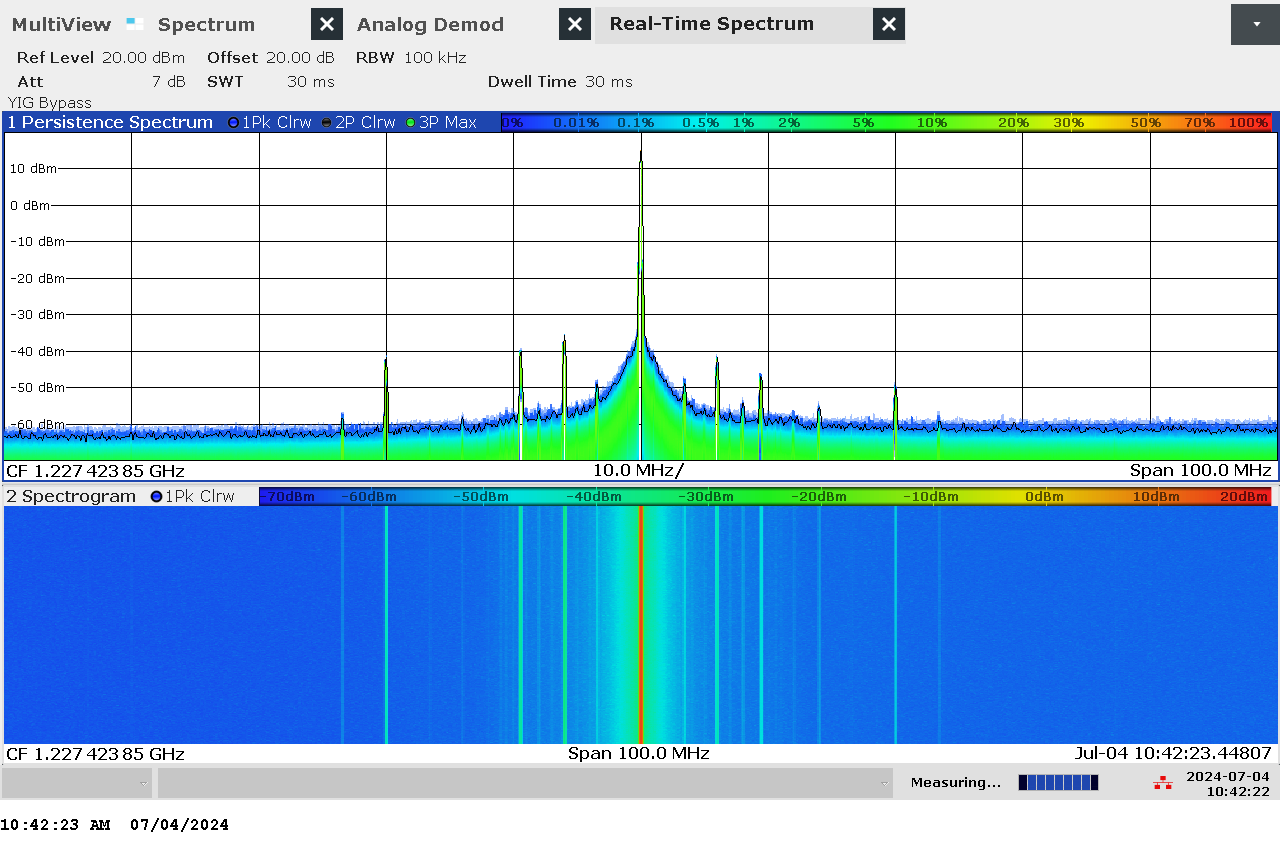 MultiView Spectrum Analog Demod Real-Time Spectrum
Ref Level 20.00 dBm Offset 20.00 dB RBW 100 kHz
Att 7 dB SWT 30 ms Dwell Time 30 ms
YIG Bypass
1 Persistence Spectrum 1Pk Clrw 2P Clrw 3P Max 0% 0.01% 0.1% 0.5% 1% 2% 5% 10% 20% 30% 50% 70% 100%
10 dBm
0 dBm
-10 dBm
-20 dBm
-30 dBm
-40 dBm
-50 dBm
-60 dBm
CF 1.227 423 85 GHz 10.0 MHz/ Span 100.0 MHz
2 Spectrogram 1Pk Clrw -70dBm -60dBm -50dBm -40dBm -30dBm -20dBm -10dBm 0dBm 10dBm 20dBm
CF 1.227 423 85 GHz Span 100.0 MHz Jul-04 10:42:23.44807
Measuring... 2024-07-04
10:42:22
10:42:23 AM 07/04/2024